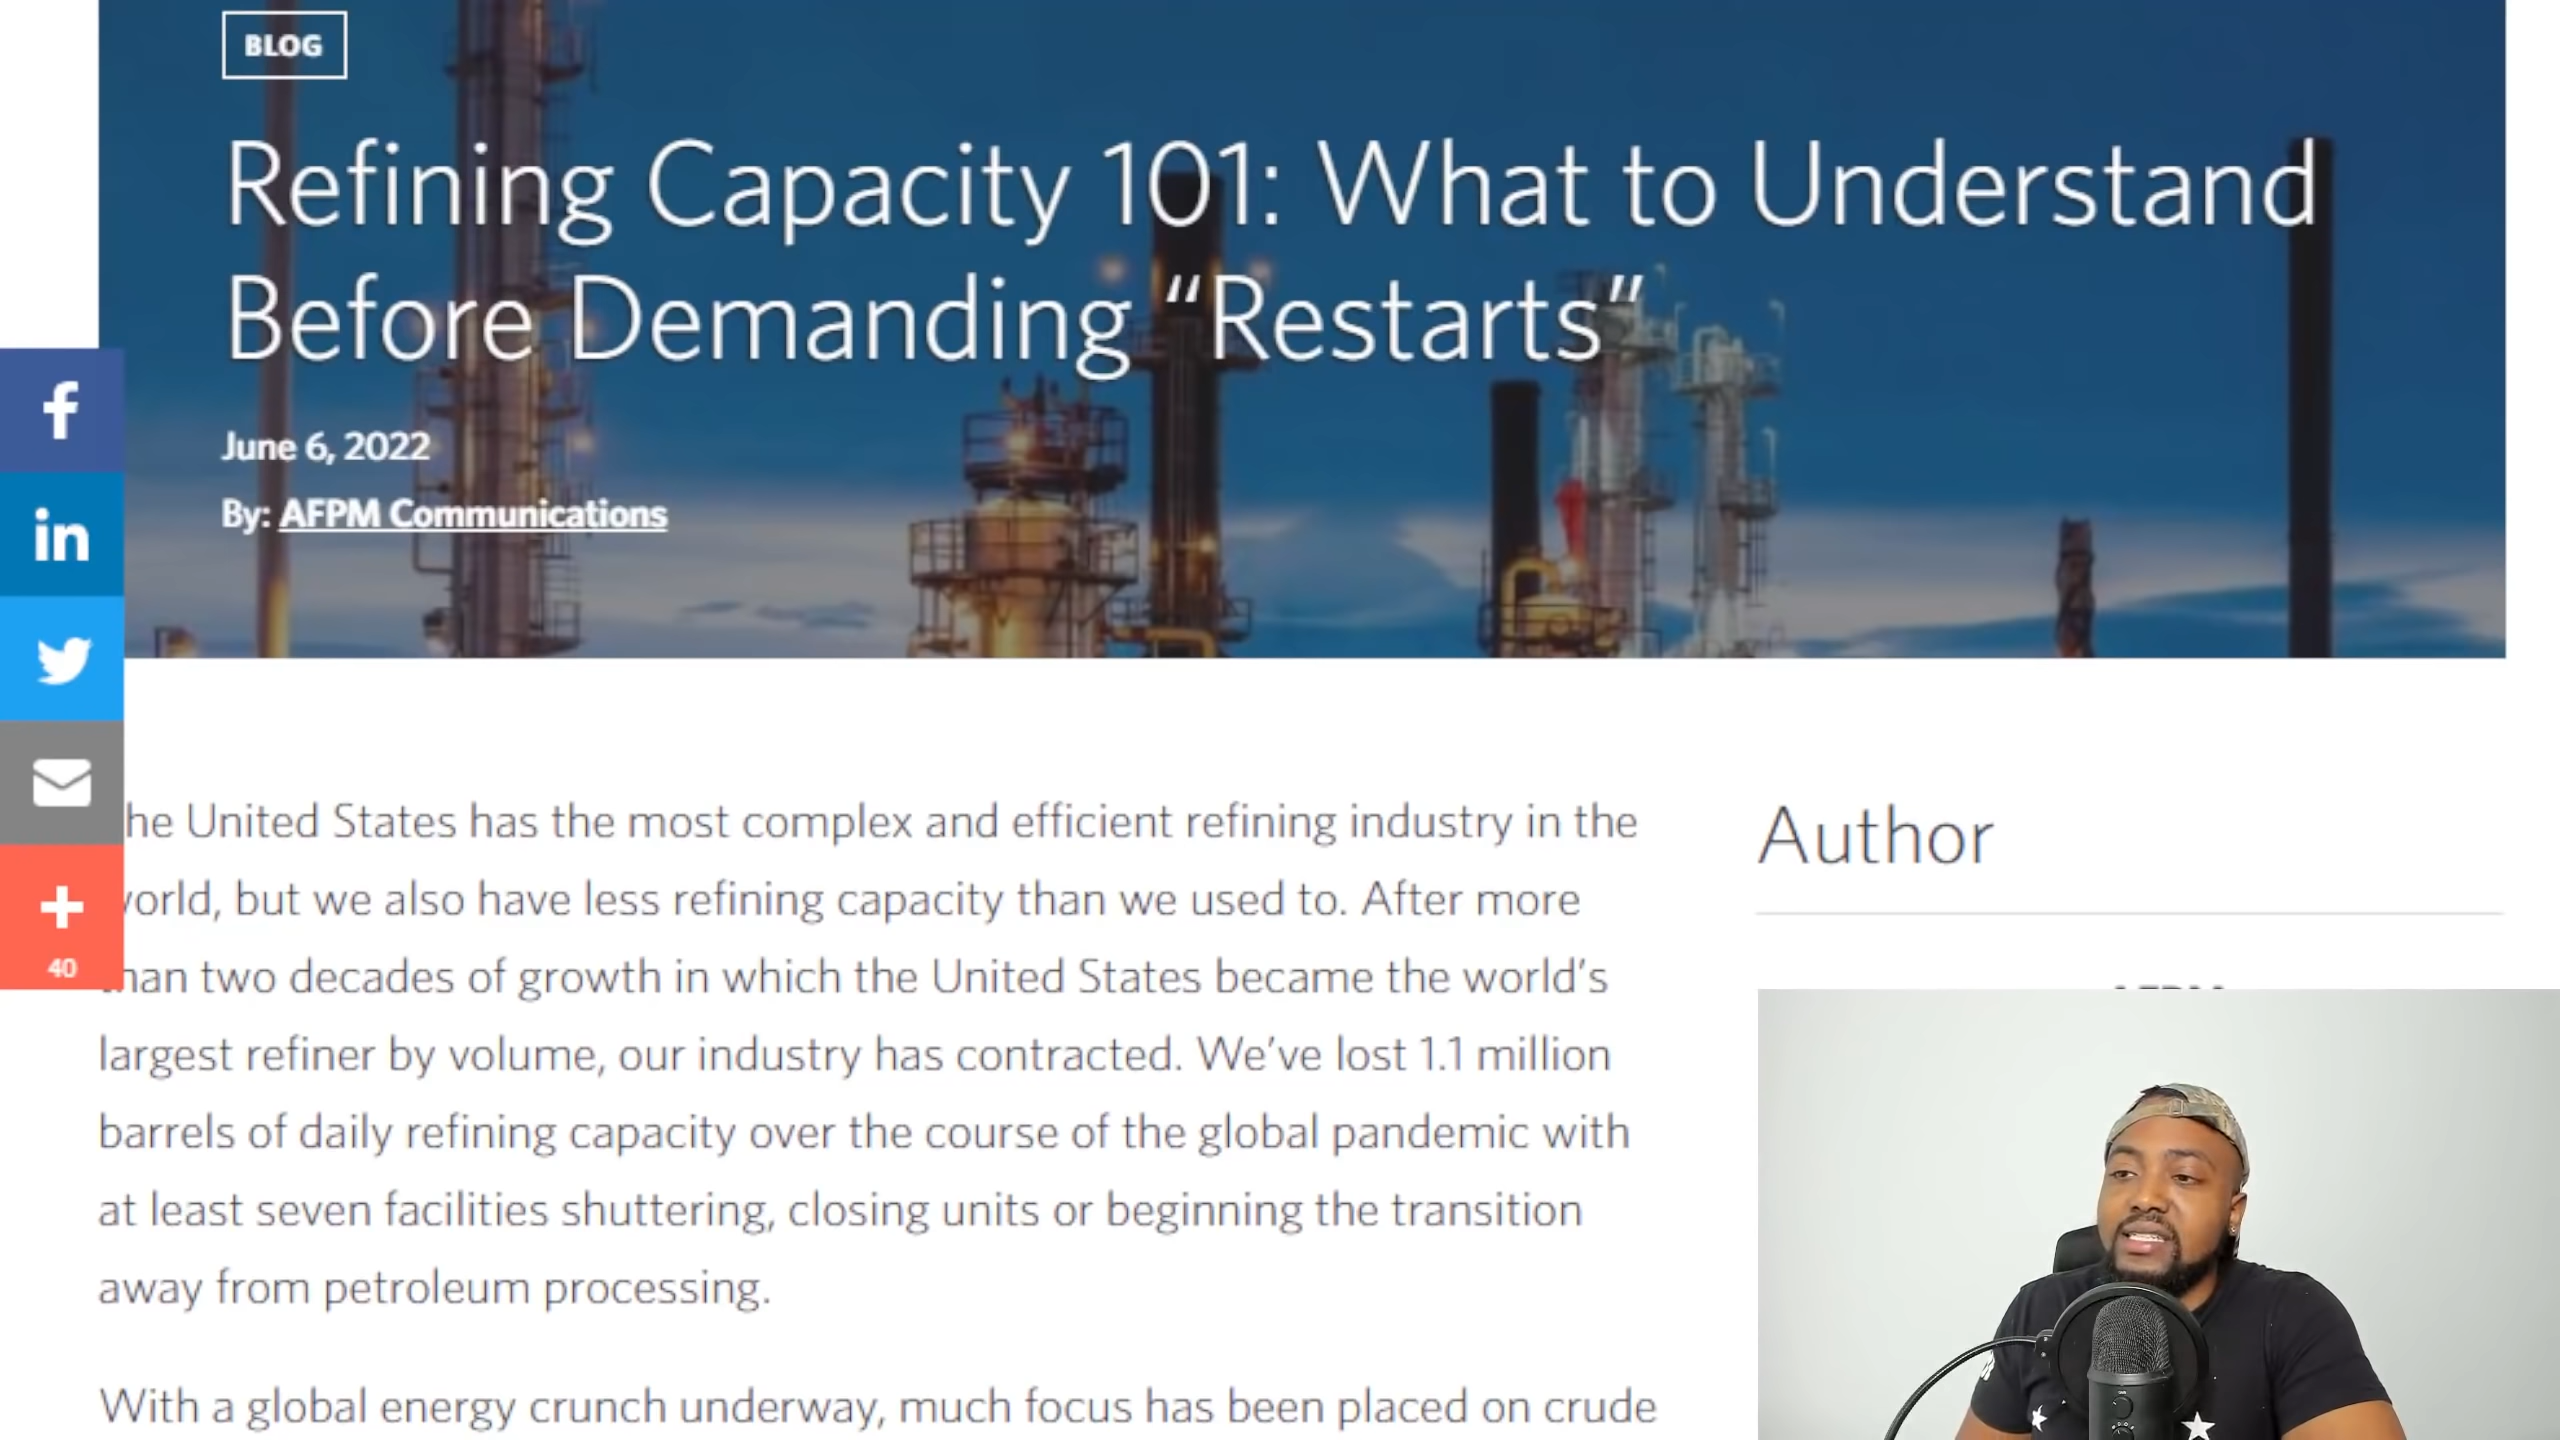 BLOG
Refining Capacity 101: What to Understand
Before Demanding “Restarts”
June 6, 2022
By: AFPM Communications
f
in
40
he United States has the most complex and efficient refining industry in the
orld, but we also have less refining capacity than we used to. After more
han two decades of growth in which the United States became the world’s
largest refiner by volume, our industry has contracted. We’ve lost 1.1 million
barrels of daily refining capacity over the course of the global pandemic with
at least seven facilities shuttering, closing units or beginning the transition
away from petroleum processing.
With a global energy crunch underway, much focus has been placed on crude
Author